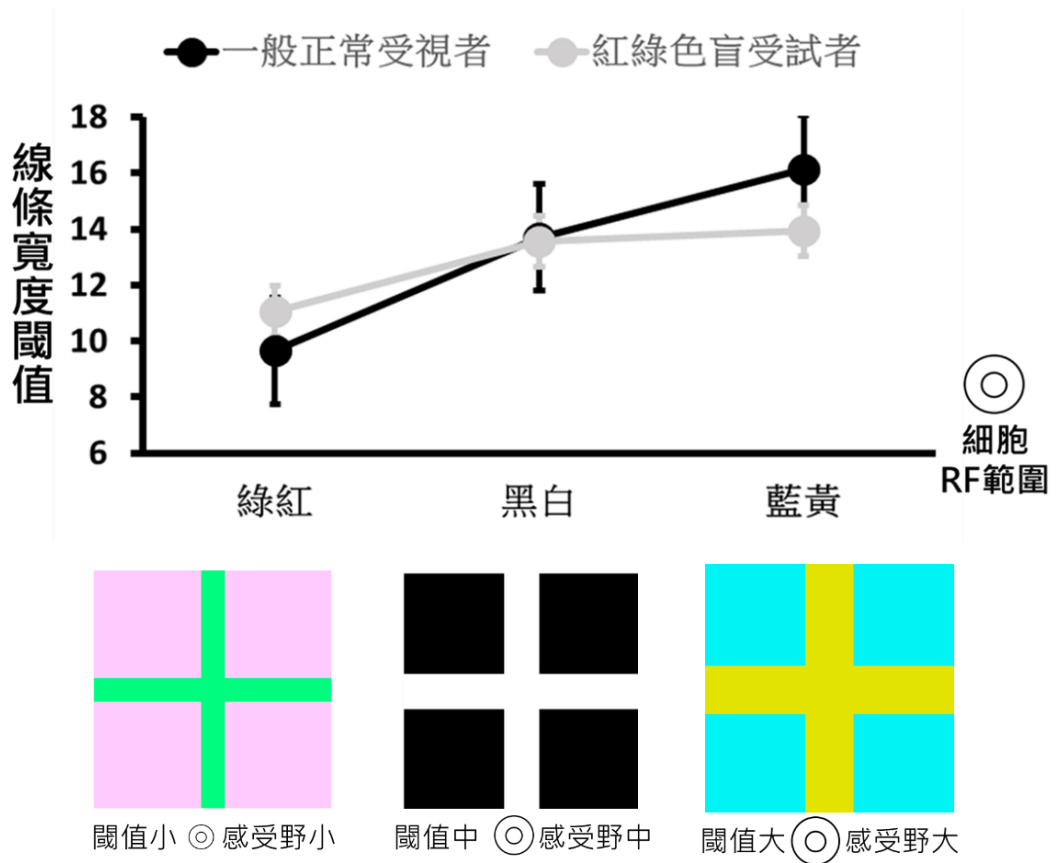 一般正常受視者 紅綠色盲受試者
線條寬度閾值
18
16
14
12
10
8
6
綠紅 黑白 藍黃
細胞
RF範圍
閾值小 感受野小 閾值中 感受野中 閾值大 感受野大